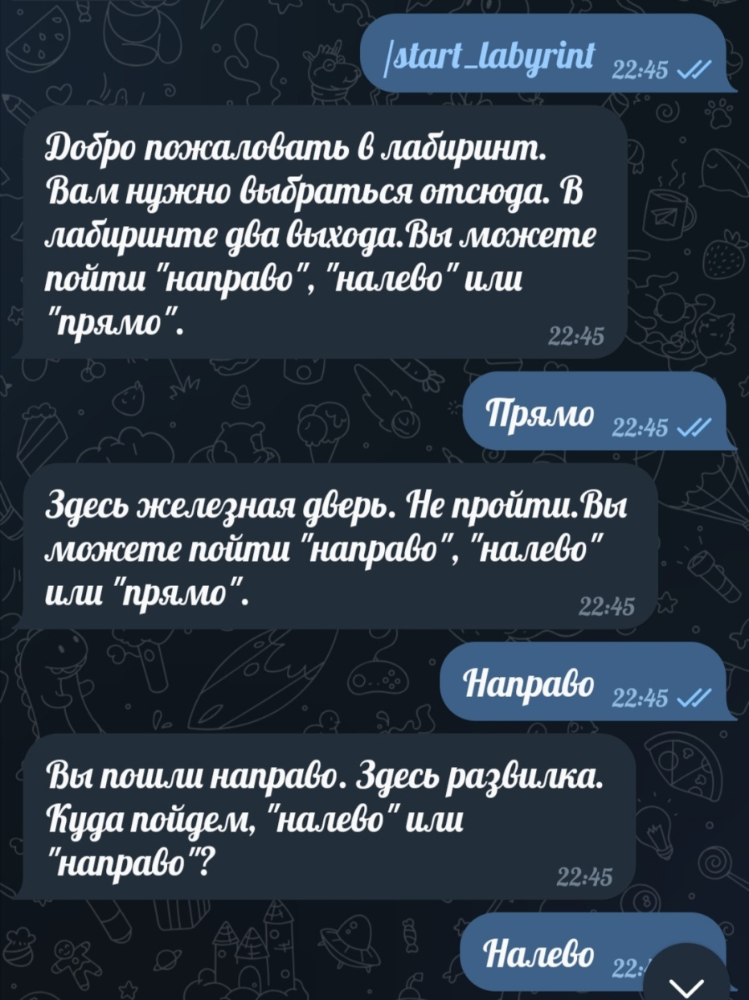 /start_labyrint 22:45
Добро пожаловать в лабиринт.
Вам нужно выбраться отсюда. В
лабиринте два выхода.Вы можете
пойти "направо", "налево" или
"прямо".
22:45
Прямо 22:45
Здесь железная дверь. Не пройти.Вы
можете пойти "направо", "налево"
или "прямо".
22:45
Направо 22:45
Вы пошли направо. Здесь развилка.
Куда пойдем, "налево" или
"направо"?
22:45
Налево